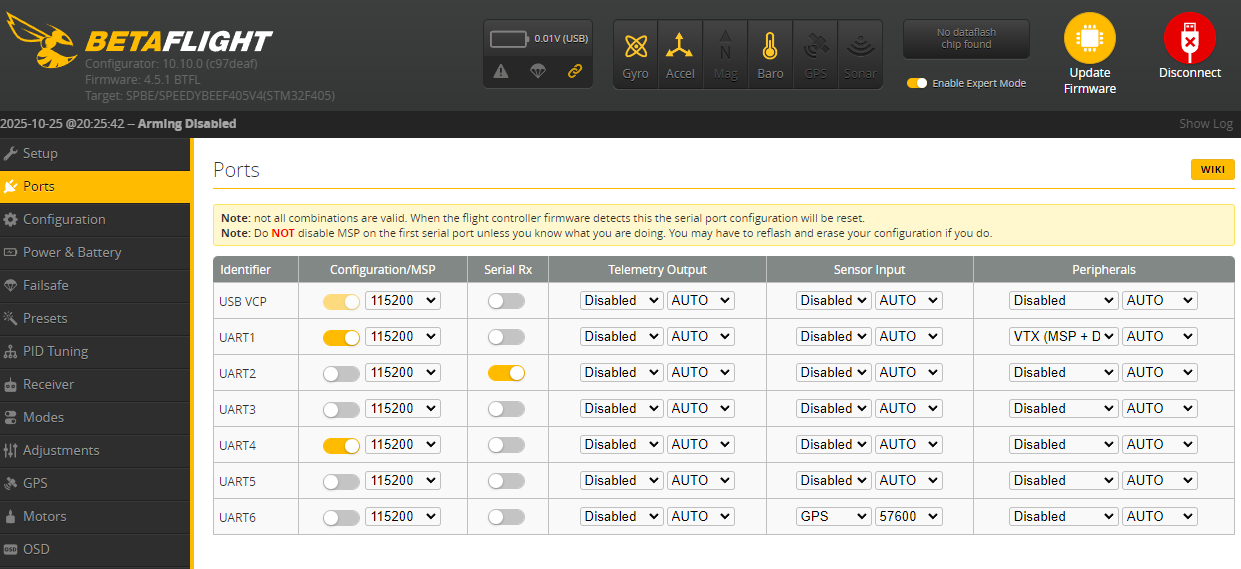 BETAFLIGHT
Configurator: 10.10.0 (c97deaf)
Firmware: 4.5.1 BTFL
Target: SPBE/SPEEDYBEEF405V4(STM32F405)
0.01V (USB)
Gyro Accel Mag Baro GPS Sonar
N
No dataflash
chip found
Enable Expert Mode
Update
Firmware
Disconnect
2025-10-25 @20:25:42 -- Arming Disabled
Show Log
Setup
Ports
Configuration
Power & Battery
Failsafe
Presets
PID Tuning
Receiver
Modes
Adjustments
GPS
Motors
OSD OSD
Ports
WIKI
Note: not all combinations are valid. When the flight controller firmware detects this the serial port configuration will be reset.
Note: Do NOT disable MSP on the first serial port unless you know what you are doing. You may have to reflash and erase your configuration if you do.
Identifier Configuration/MSP Serial Rx Telemetry Output Sensor Input Peripherals
USB VCP 115200 Disabled AUTO Disabled AUTO Disabled AUTO
UART1 115200 Disabled AUTO Disabled AUTO VTX (MSP + D AUTO
UART2 115200 Disabled AUTO Disabled AUTO Disabled AUTO
UART3 115200 Disabled AUTO Disabled AUTO Disabled AUTO
UART4 115200 Disabled AUTO Disabled AUTO Disabled AUTO
UART5 115200 Disabled AUTO Disabled AUTO Disabled AUTO
UART6 115200 Disabled AUTO GPS 57600 Disabled AUTO